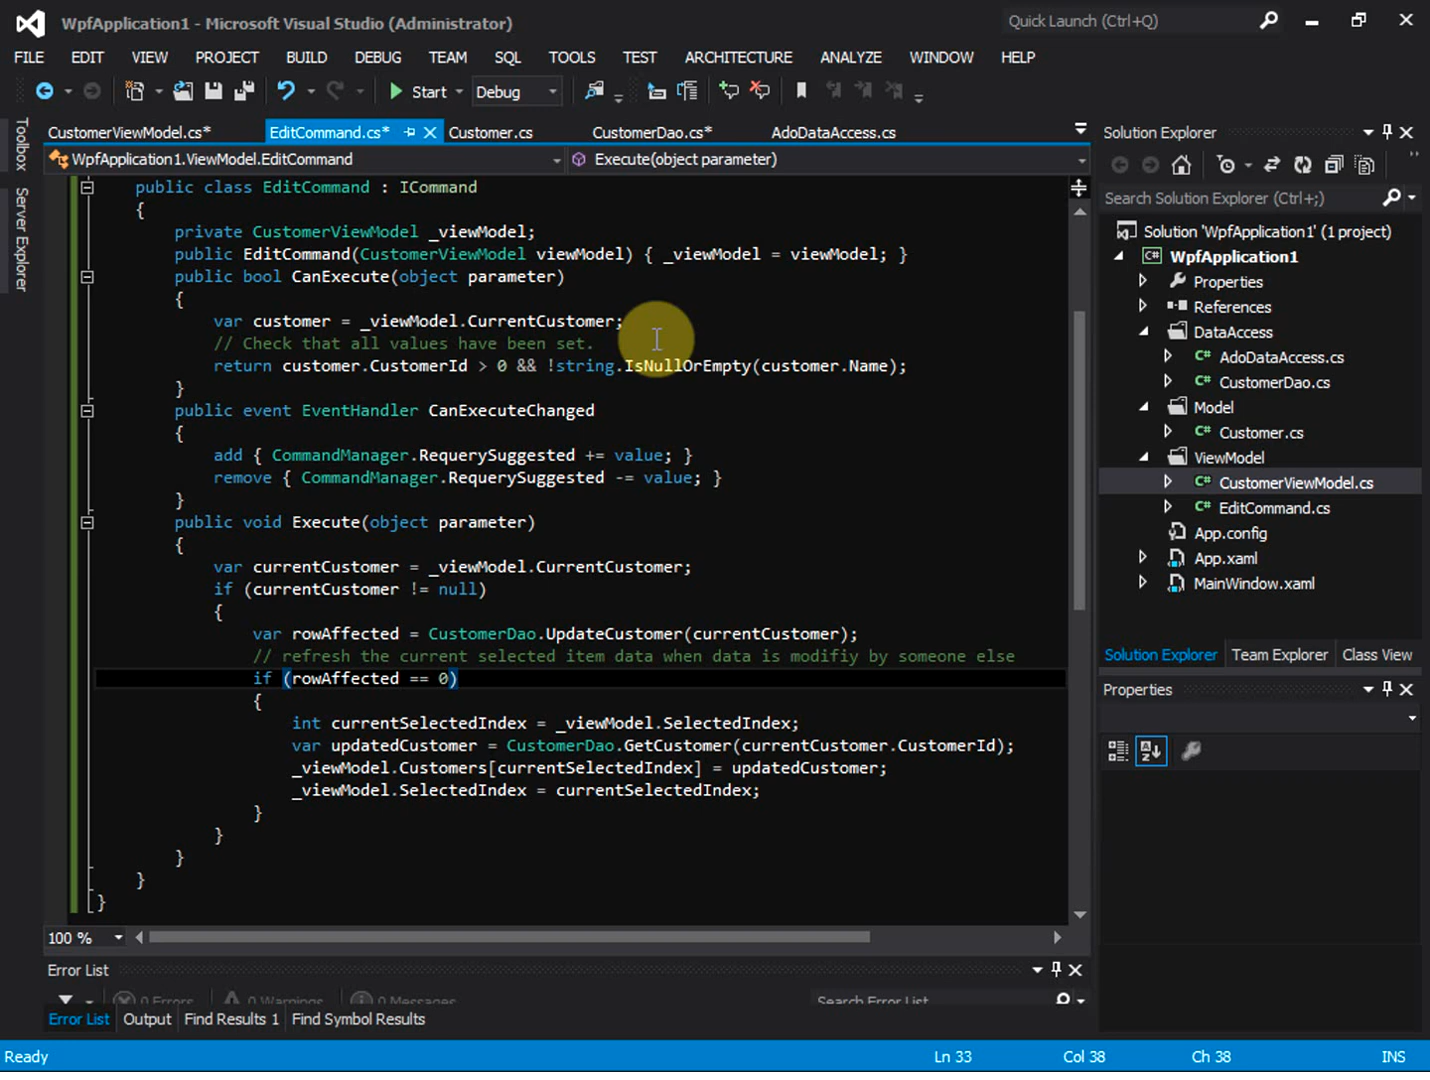 WpfApplication1 - Microsoft Visual Studio (Administrator)
Quick Launch (Ctrl+Q)
FILE EDIT VIEW PROJECT BUILD DEBUG TEAM SQL TOOLS TEST ARCHITECTURE ANALYZE WINDOW HELP
Start Debug
Toolbox
Server Explorer
CustomerViewModel.cs* EditCommand.cs* Customer.cs CustomerDao.cs* AdoDataAccess.cs
WpfApplication1.ViewModel.EditCommand Execute(object parameter)
public class EditCommand : ICommand
{
private CustomerViewModel _viewModel;
public EditCommand(CustomerViewModel viewModel) { _viewModel = viewModel; }
public bool CanExecute(object parameter)
{
var customer = _viewModel.CurrentCustomer;
// Check that all values have been set.
return customer.CustomerId > 0 && !string.IsNullOrEmpty(customer.Name);
}
public event EventHandler CanExecuteChanged
{
add { CommandManager.RequerySuggested += value; }
remove { CommandManager.RequerySuggested -= value; }
}
public void Execute(object parameter)
{
var currentCustomer = _viewModel.CurrentCustomer;
if (currentCustomer != null)
{
var rowAffected = CustomerDao.UpdateCustomer(currentCustomer);
// refresh the current selected item data when data is modifiy by someone else
if (rowAffected == 0)
{
int currentSelectedIndex = _viewModel.SelectedIndex;
var updatedCustomer = CustomerDao.GetCustomer(currentCustomer.CustomerId);
_viewModel.Customers[currentSelectedIndex] = updatedCustomer;
_viewModel.SelectedIndex = currentSelectedIndex;
}
}
}
}
}
100 %
Error List
0 Errors 0 Warnings 0 Messages Search Error List
Error List Output Find Results 1 Find Symbol Results
Solution Explorer
Search Solution Explorer (Ctrl+;)
Solution 'WpfApplication1' (1 project)
C# WpfApplication1
Properties
References
DataAccess
C# AdoDataAccess.cs
C# CustomerDao.cs
Model
C# Customer.cs
ViewModel
C# CustomerViewModel.cs
C# EditCommand.cs
App.config
App.xaml
MainWindow.xaml
Solution Explorer Team Explorer Class View
Properties
Ready Ln 33 Col 38 Ch 38 INS